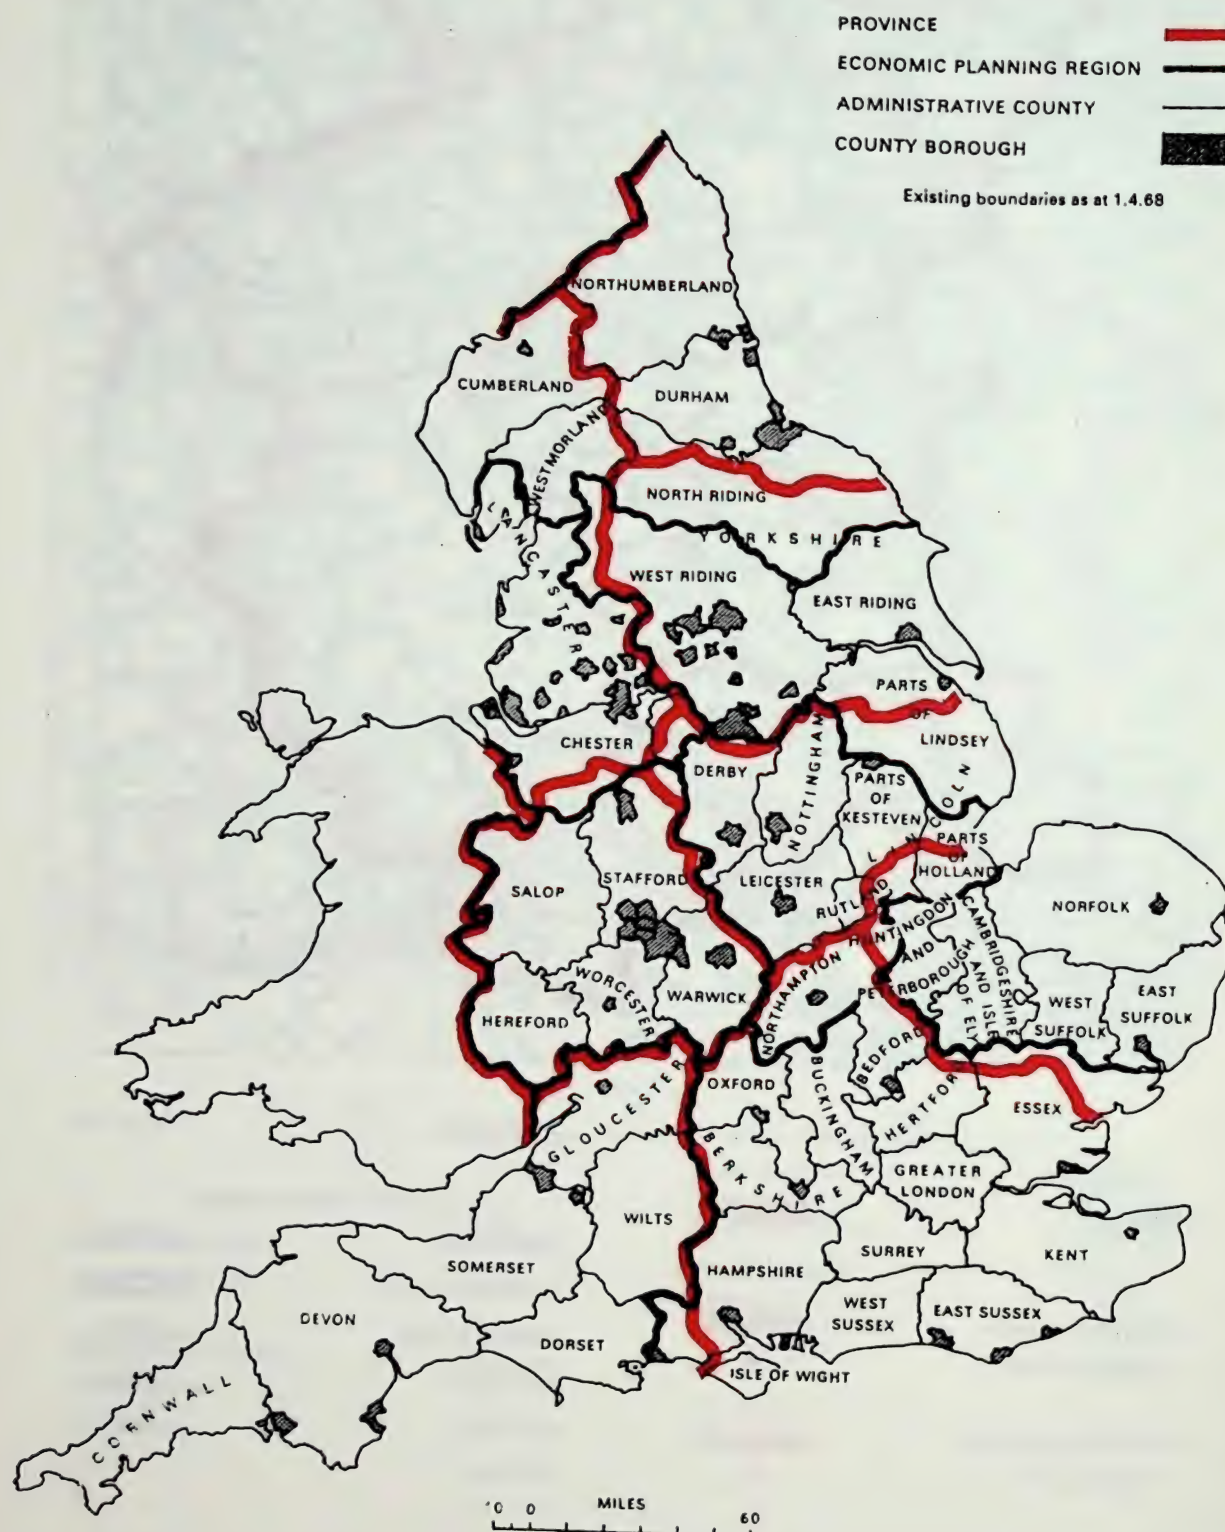 PROVINCE
ECONOMIC PLANNING REGION
ADMINISTRATIVE COUNTY
COUNTY BOROUGH
Existing boundaries as at 1.4.68
NORTHUMBERLAND
CUMBERLAND
DURHAM
WESTMORLAND
NORTH RIDING
YORKSHIRE
LANCASTER
WEST RIDING
EAST RIDING
PARTS
OF
LINDSEY
CHESTER
DERBY
NOTTINGHAM
PARTS
OF
KESTEVEN
LINCOLN
PARTS
OF
HOLLAND
SALOP
STAFFORD
LEICESTER
RUTLAND
NORFOLK
HUNTINGDON
AND
PETERBOROUGH
CAMBRIDGESHIRE
AND ISLE
OF ELY
WORCESTER
WARWICK
NORTHAMPTON
HEREFORD
WEST
SUFFOLK
EAST
SUFFOLK
BEDFORD
GLOUCESTER
OXFORD
BUCKINGHAM
HERTFORD
ESSEX
BERKSHIRE
GREATER
LONDON
WILTS
SOMERSET
HAMPSHIRE
SURREY
KENT
DEVON
DORSET
WEST
SUSSEX
EAST SUSSEX
ISLE OF WIGHT
CORNWALL
MILES
10 0 60